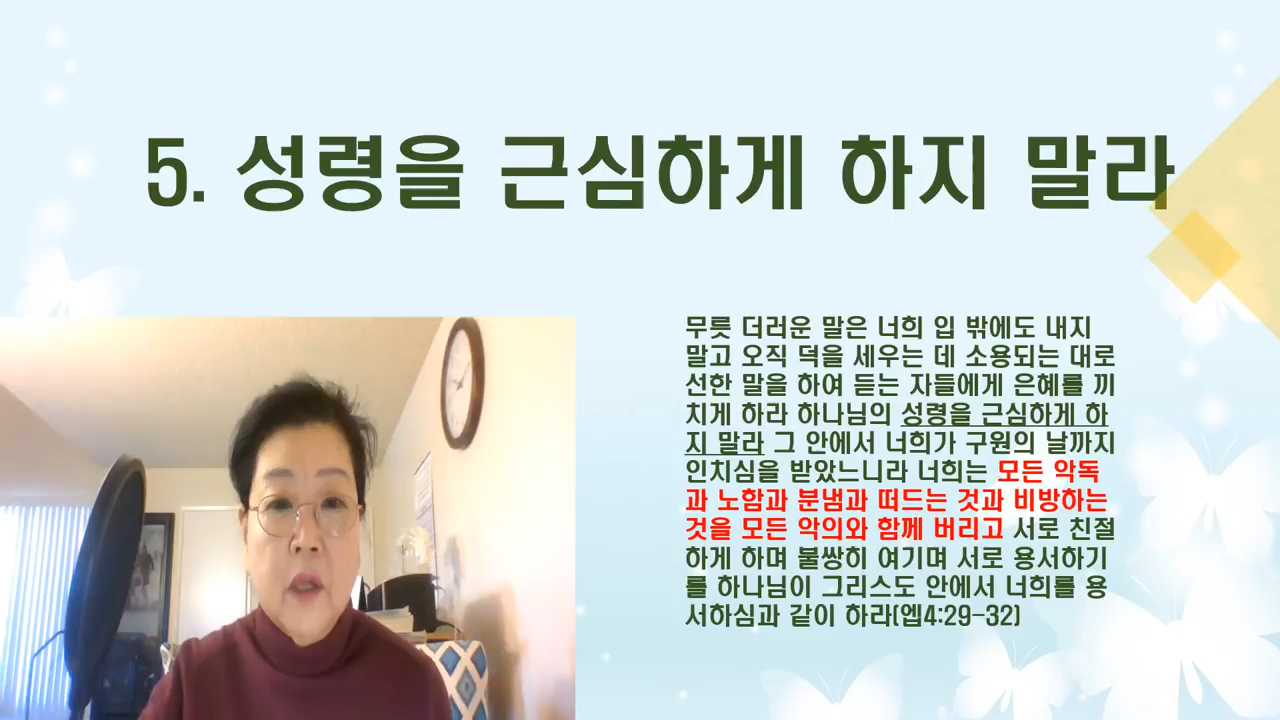 5. 성령을 근심하게 하지 말라
무릇 더러운 말은 너희 입 밖에도 내지
말고 오직 덕을 세우는 데 소용되는 대로
선한 말을 하여 듣는 자들에게 은혜를 끼
치게 하라 하나님의 성령을 근심하게 하
지 말라 그 안에서 너희가 구원의 날까지
인치심을 받았느니라 너희는 모든 악독
과 노함과 분냄과 떠드는 것과 비방하는
것을 모든 악의와 함께 버리고 서로 친절
하게 하며 불쌍히 여기며 서로 용서하기
를 하나님이 그리스도 안에서 너희를 용
서하심과 같이 하라(엡4:29-32)